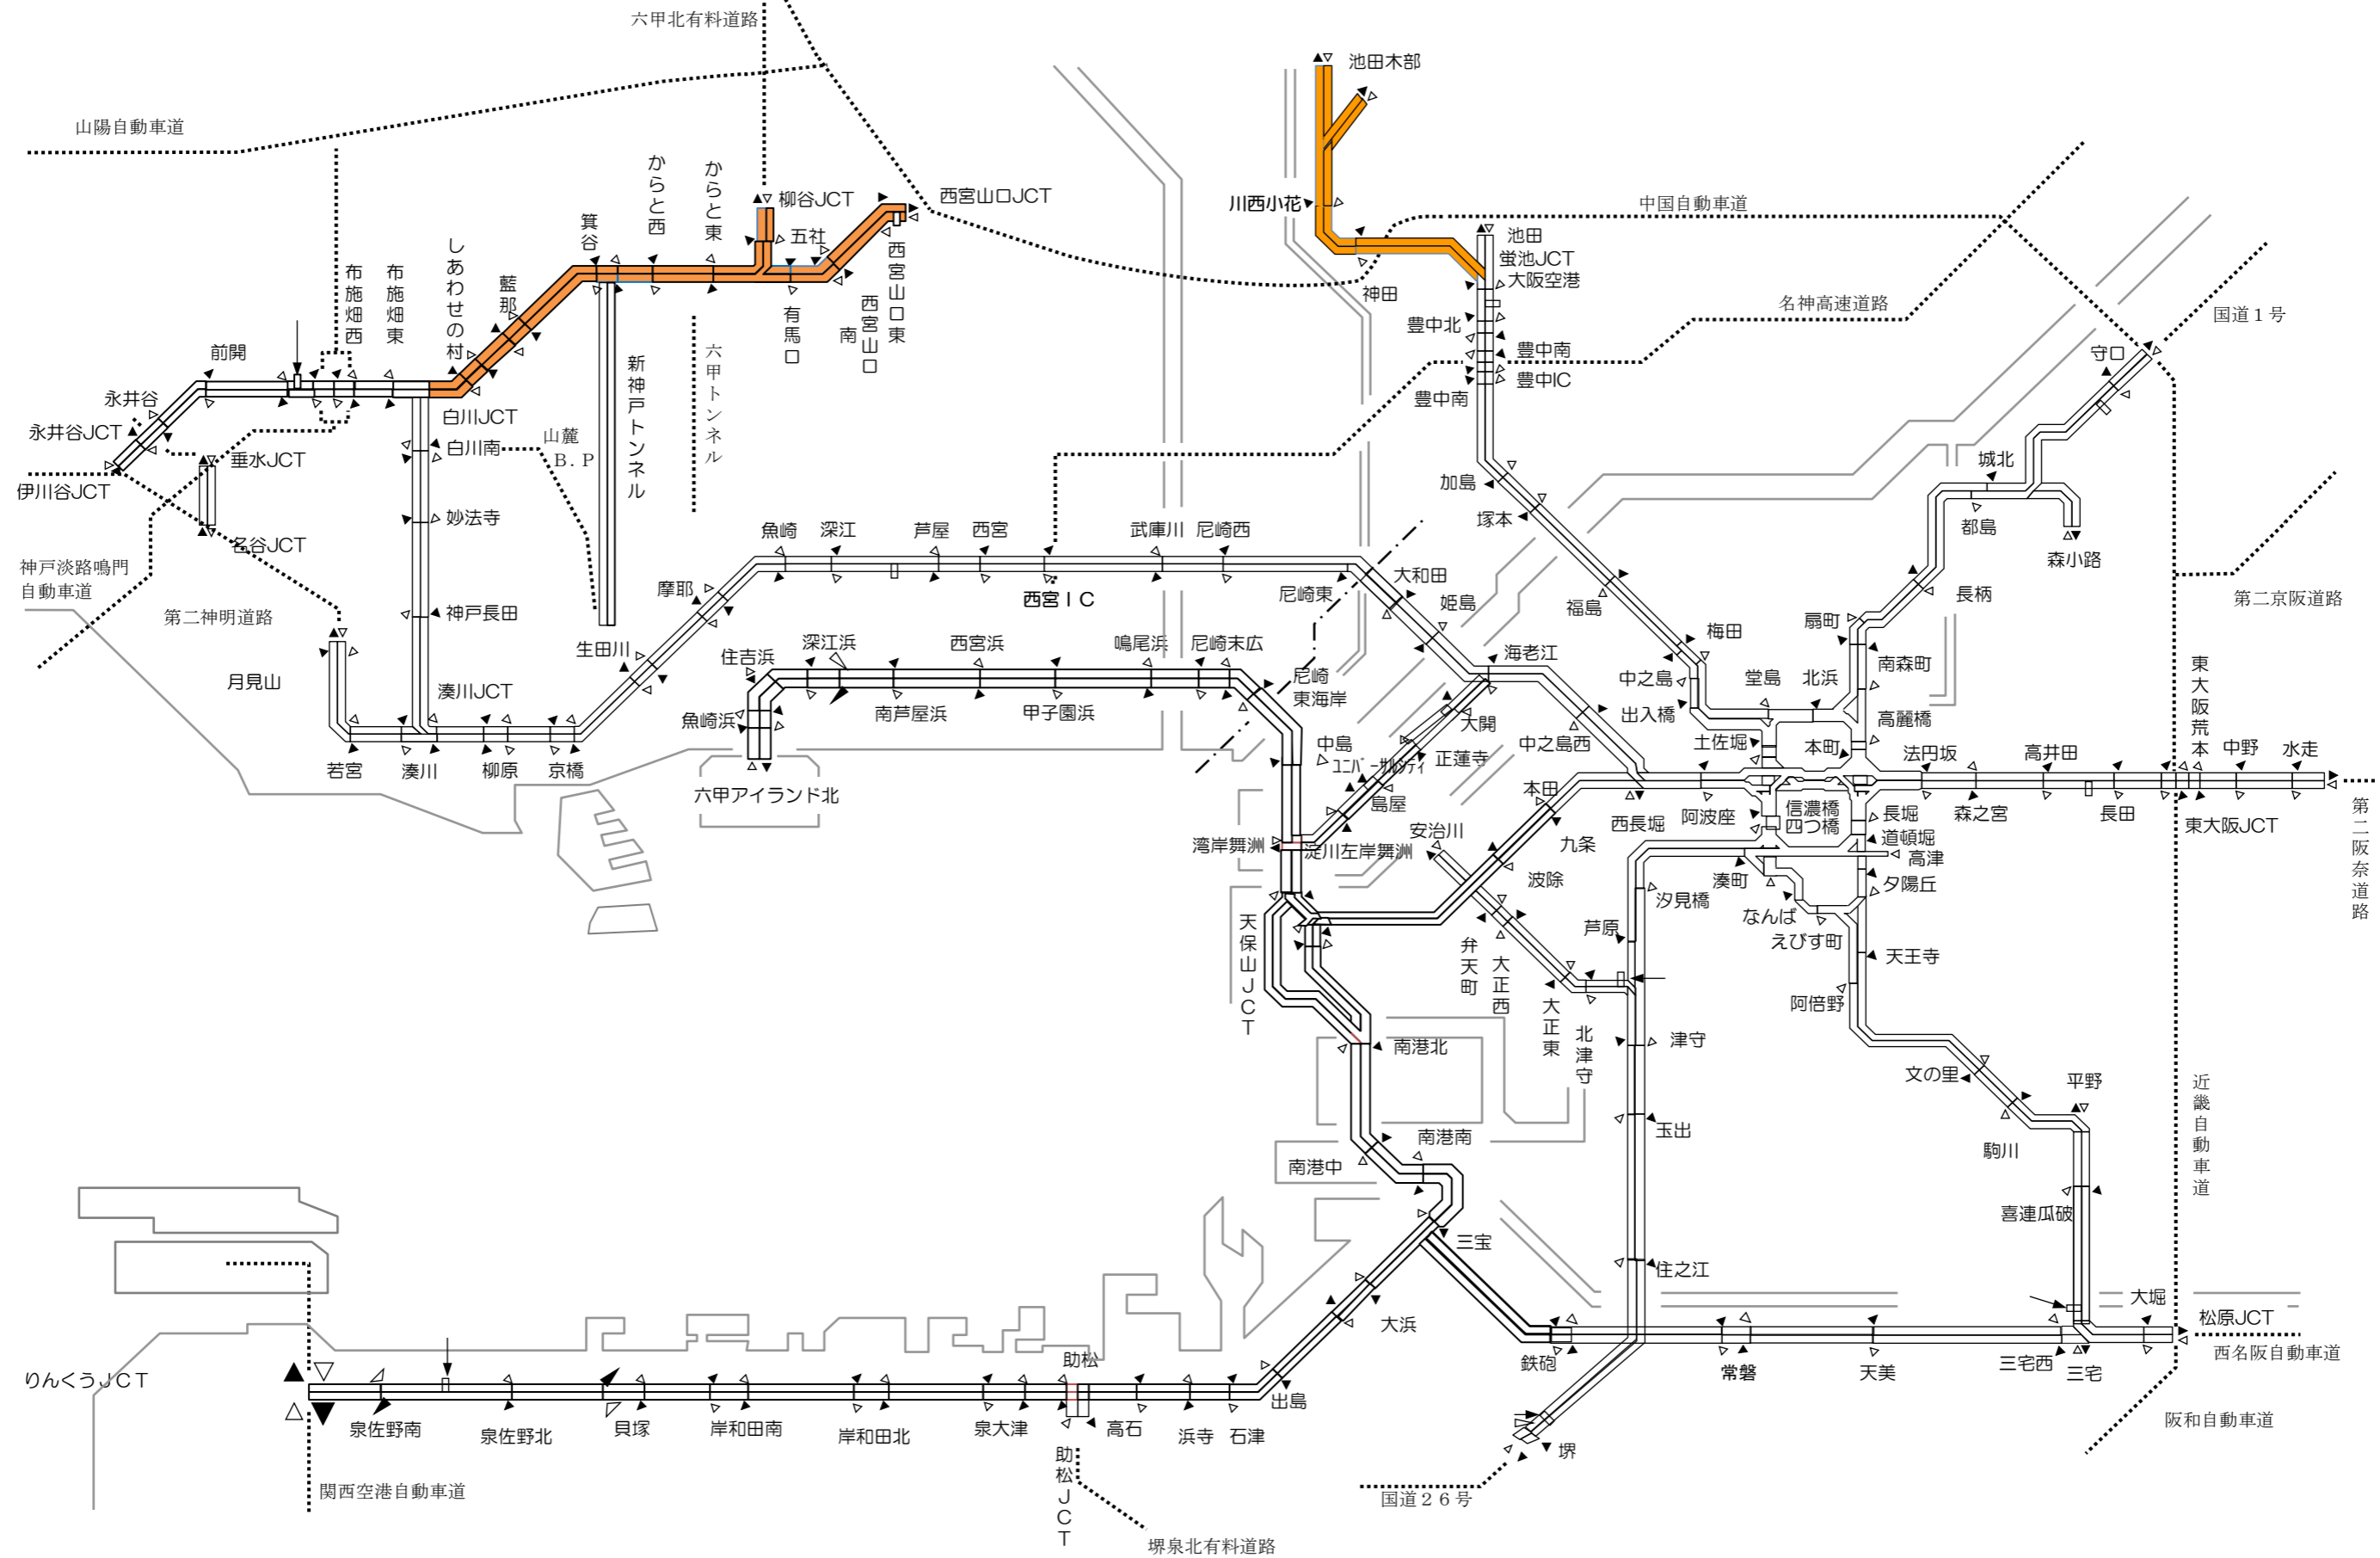 六甲北有料道路
山陽自動車道
池田木部
からと西
からと東
柳谷JCT
西宮山口JCT
川西小花
中国自動車道
箕谷
五社
池田
蛍池JCT
大阪空港
西宮山口東
しあわせの村
藍那
布施畑西
布施畑東
有馬口
西宮山口
南
神田
名神高速道路
国道１号
豊中北
豊中南
豊中IC
豊中南
守口
前開
新神戸トンネル
六甲トンネル
永井谷
永井谷JCT
白川JCT
白川南
山麓
Ｂ．Ｐ
垂水JCT
伊川谷JCT
城北
加島
塚本
都島
森小路
妙法寺
名谷JCT
魚崎
深江
芦屋
西宮
武庫川
尼崎西
神戸淡路鳴門
自動車道
第二神明道路
摩耶
西宮ＩＣ
尼崎東
大和田
姫島
福島
長柄
第二京阪道路
神戸長田
扇町
梅田
生田川
住吉浜
深江浜
西宮浜
鳴尾浜
尼崎末広
海老江
南森町
月見山
湊川JCT
魚崎浜
南芦屋浜
甲子園浜
尼崎
東海岸
中之島
堂島
北浜
東大阪荒本
出入橋
高麗橋
大開
中之島西
土佐堀
本町
法円坂
高井田
中野
水走
若宮
湊川
柳原
京橋
中島
ユニバーサルシティ
正蓮寺
六甲アイランド北
島屋
本田
西長堀
阿波座
信濃橋
四つ橋
長堀
森之宮
長田
東大阪JCT
第二阪奈道路
湾岸舞洲
淀川左岸舞洲
安治川
九条
道頓堀
高津
波除
湊町
夕陽丘
汐見橋
なんば
えびす町
天保山ＪＣＴ
芦原
弁天町
大正西
天王寺
大正東
北津守
阿倍野
津守
南港北
文の里
平野
近畿自動車道
玉出
南港南
南港中
駒川
喜連瓜破
三宝
住之江
大堀
松原JCT
大浜
西名阪自動車道
りんくうＪＣＴ
助松
鉄砲
常磐
天美
三宅西
三宅
出島
泉佐野南
泉佐野北
貝塚
岸和田南
岸和田北
泉大津
高石
浜寺
石津
堺
阪和自動車道
助松ＪＣＴ
関西空港自動車道
国道２６号
堺泉北有料道路